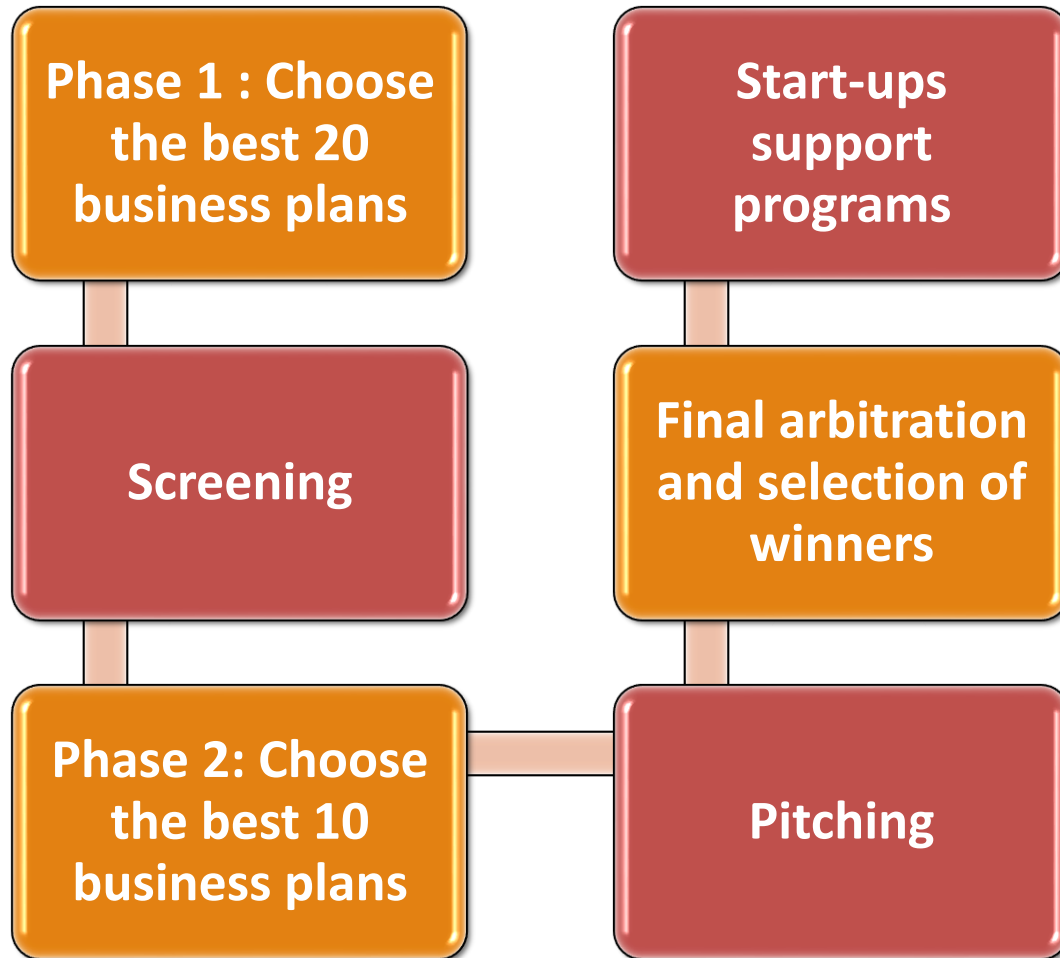 Phase 1 : Choose
the best 20
business plans
Screening
Phase 2: Choose
the best 10
business plans
Pitching
Final arbitration
and selection of
winners
Start-ups
support
programs